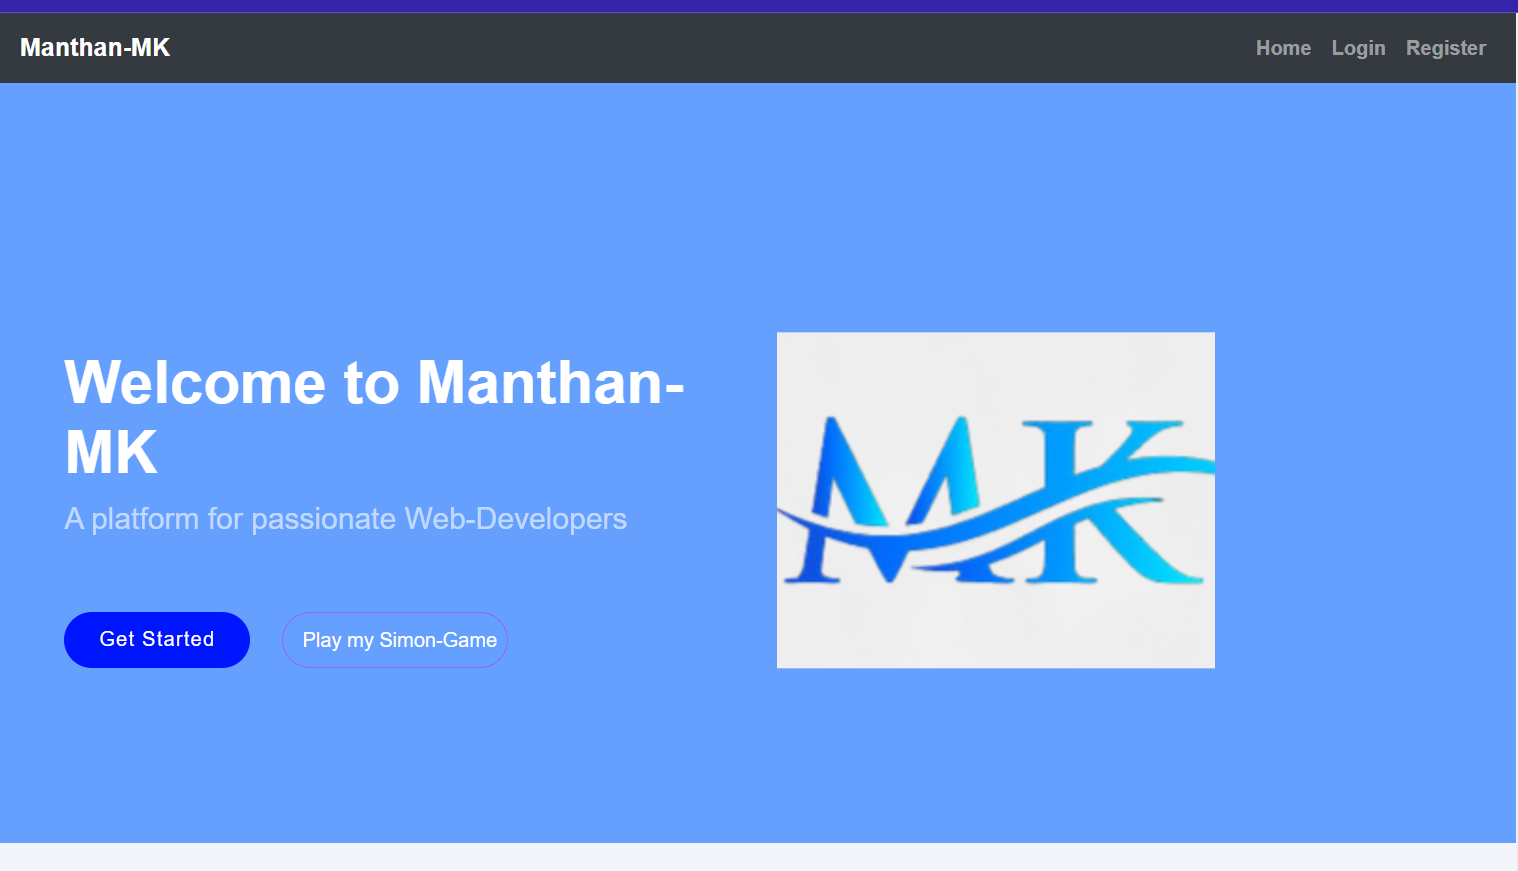 Manthan-MK
Home Login Register
Welcome to Manthan-
MK
A platform for passionate Web-Developers
Get Started
Play my Simon-Game
MK